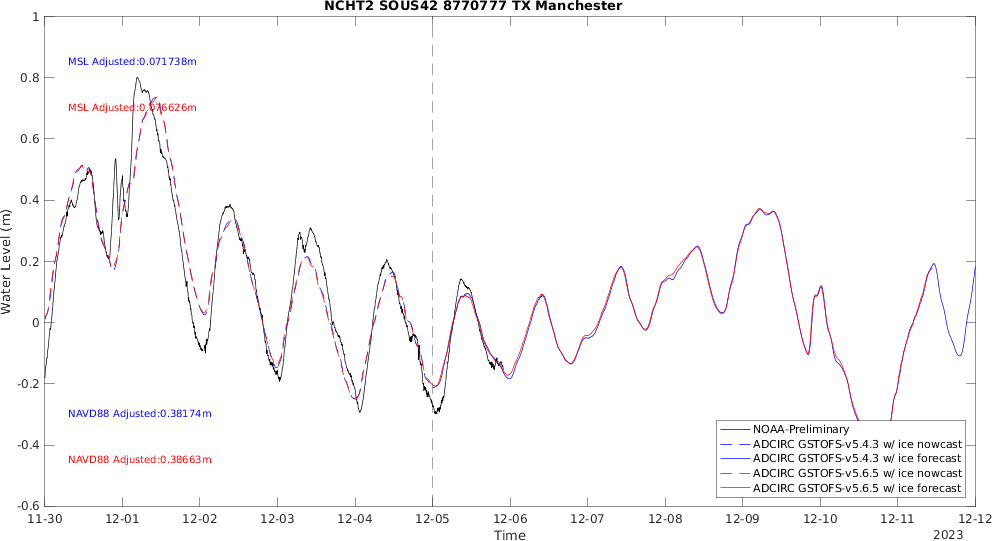 NCHT2 SOUS42 8770777 TX Manchester
1
MSL Adjusted:0.071738m
0.8
MSL Adjusted:0.076626m
0.6
0.4
0.2
Water Level (m)
0
-0.2
NAVD88 Adjusted:0.38174m
-0.4
NAVD88 Adjusted:0.38663m
-0.6
NOAA-Preliminary
ADCIRC GSTOFS-v5.4.3 w/ ice nowcast
ADCIRC GSTOFS-v5.4.3 w/ ice forecast
ADCIRC GSTOFS-v5.6.5 w/ ice nowcast
ADCIRC GSTOFS-v5.6.5 w/ ice forecast
11-30 12-01 12-02 12-03 12-04 12-05 12-06 12-07 12-08 12-09 12-10 12-11 12-12
Time
2023